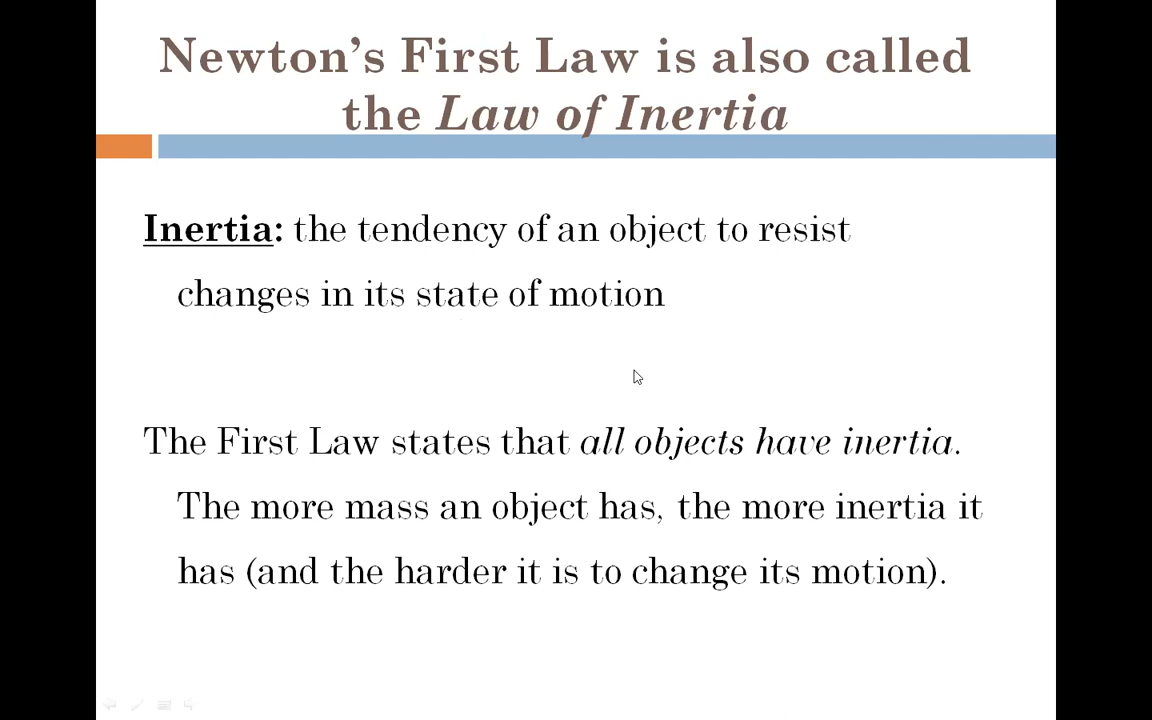 Newton's First Law is also called
the Law of Inertia
Inertia: the tendency of an object to resist
changes in its state of motion
The First Law states that all objects have inertia.
The more mass an object has, the more inertia it
has (and the harder it is to change its motion).